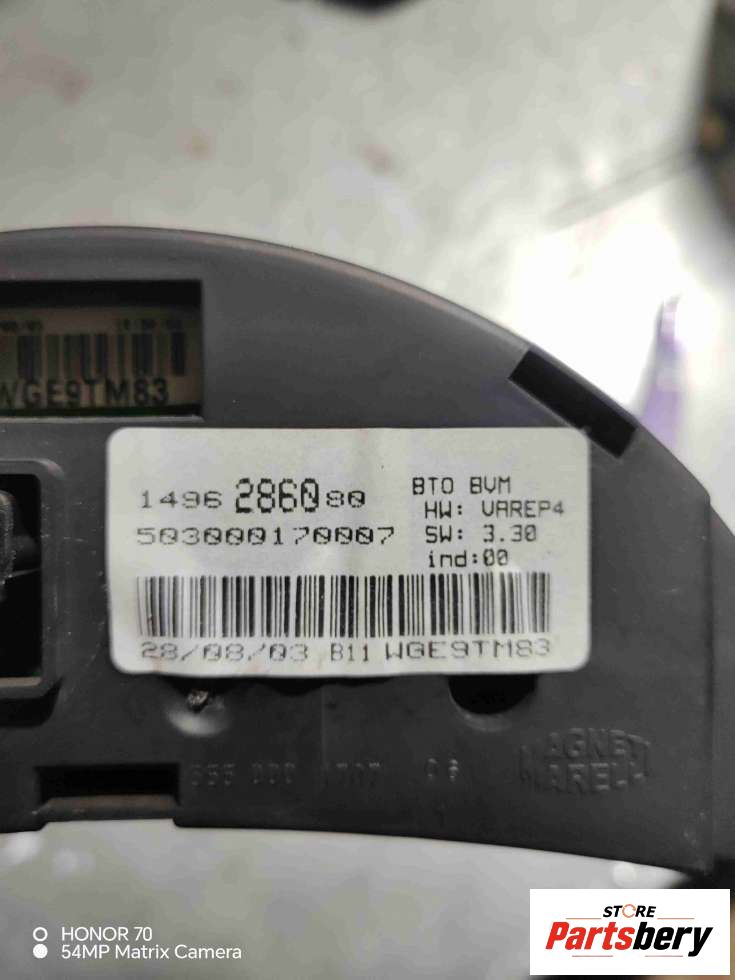 WGE9TM83
1496 28609 80
503000170007
BTO BVM
HW: VAREP4
SW: 3.30
ind:00
28/08/03 B11 WGE9TM83
MAGNETI
MARELLI
HONOR 70
54MP Matrix Camera
STORE
Partsbery